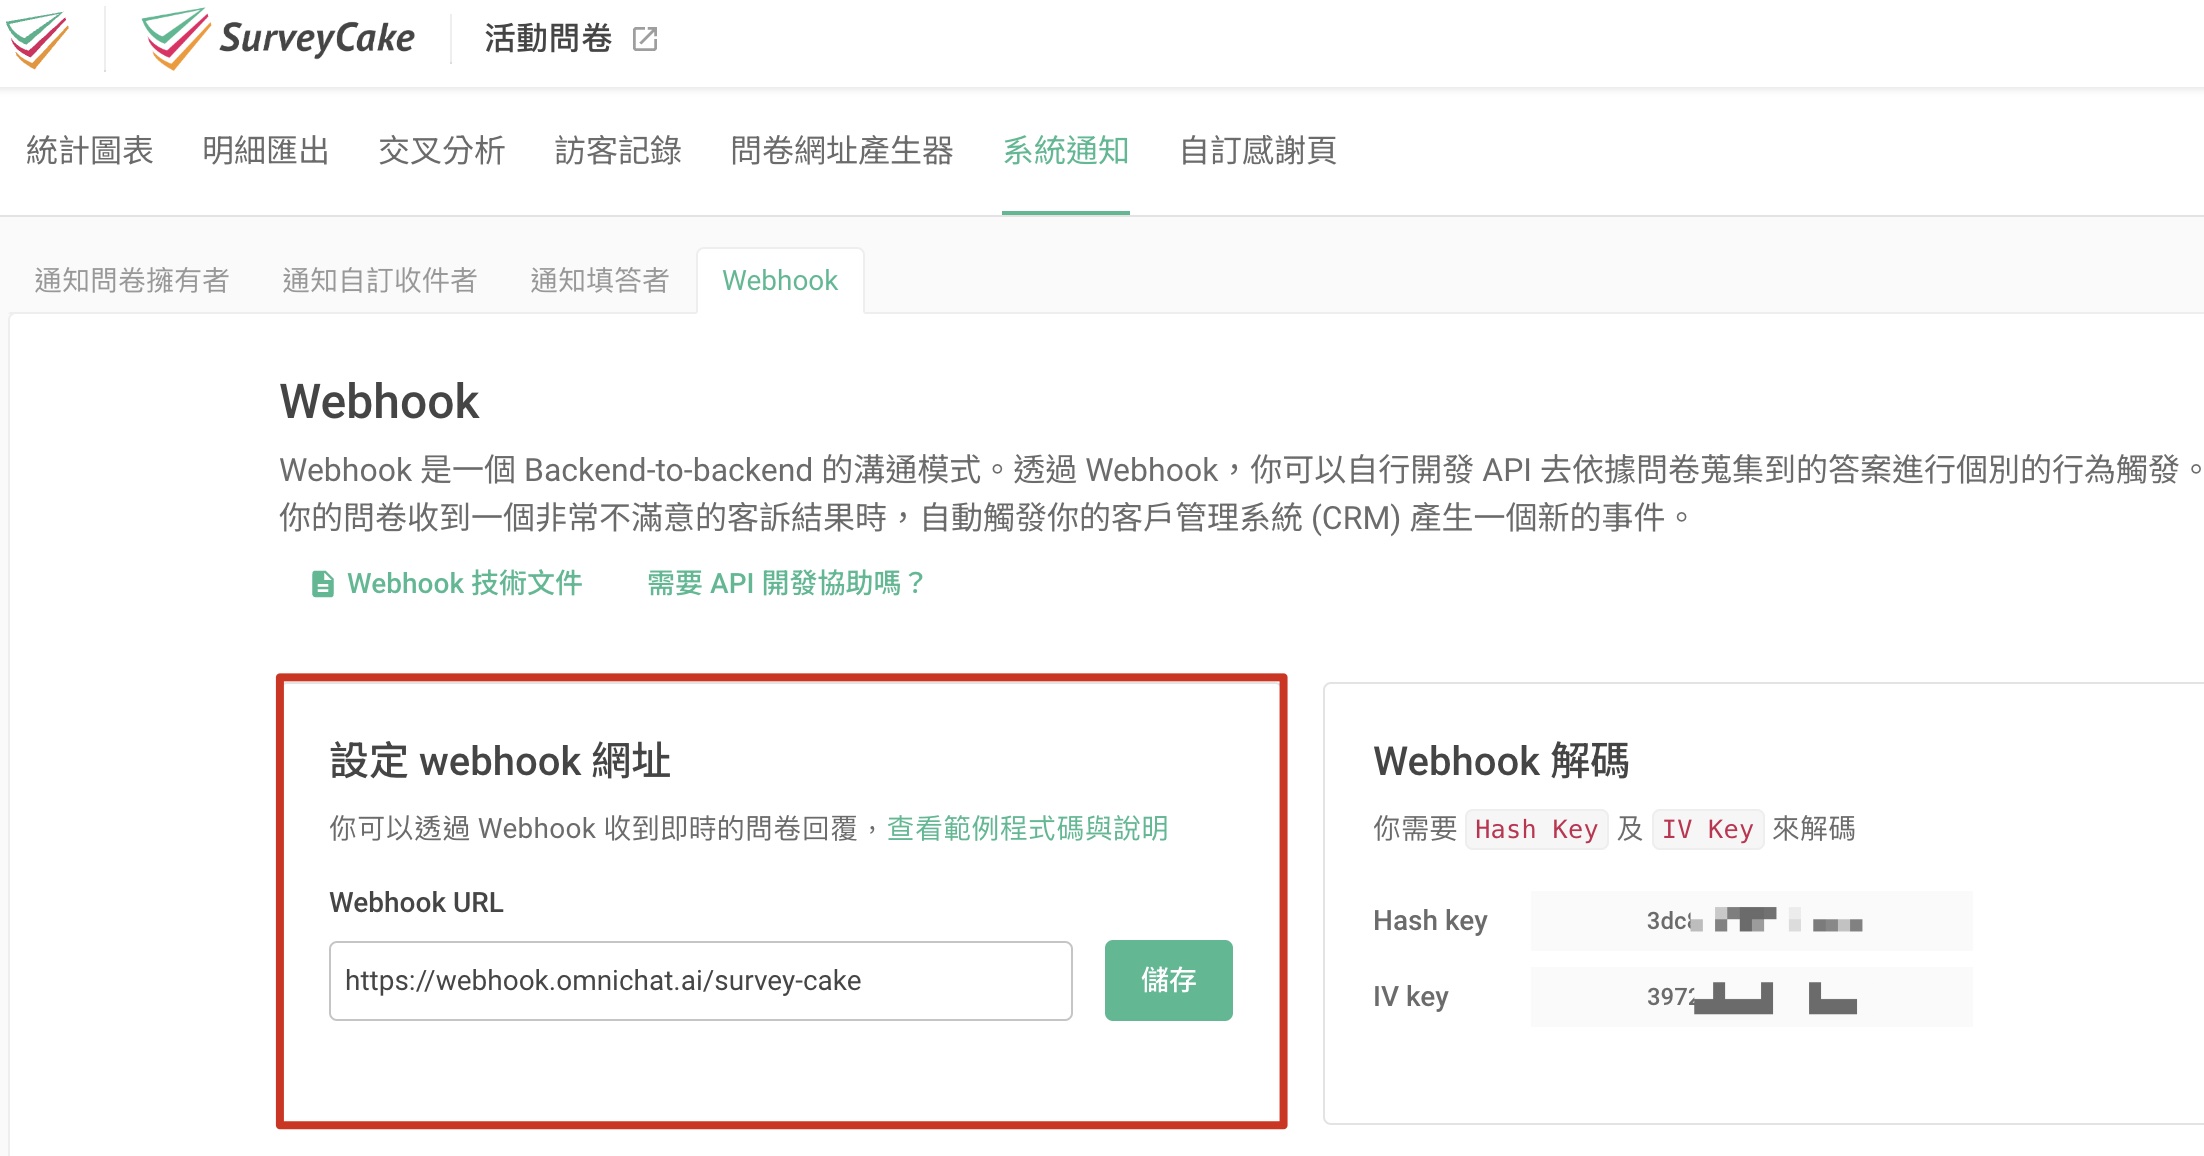 SurveyCake 活動問卷
統計圖表 明細匯出 交叉分析 訪客記錄 問卷網址產生器 系統通知 自訂感謝頁
通知問卷擁有者 通知自訂收件者 通知填答者 Webhook
Webhook
Webhook 是一個 Backend-to-backend 的溝通模式。透過 Webhook，你可以自行開發 API 去依據問卷蒐集到的答案進行個別的行為觸發。
你的問卷收到一個非常不滿意的客訴結果時，自動觸發你的客戶管理系統 (CRM) 產生一個新的事件。
Webhook 技術文件 需要 API 開發協助嗎？
設定 webhook 網址
你可以透過 Webhook 收到即時的問卷回覆，查看範例程式碼與說明
Webhook URL
https://webhook.omnichat.ai/survey-cake 儲存
Webhook 解碼
你需要 Hash Key 及 IV Key 來解碼
Hash key
IV key